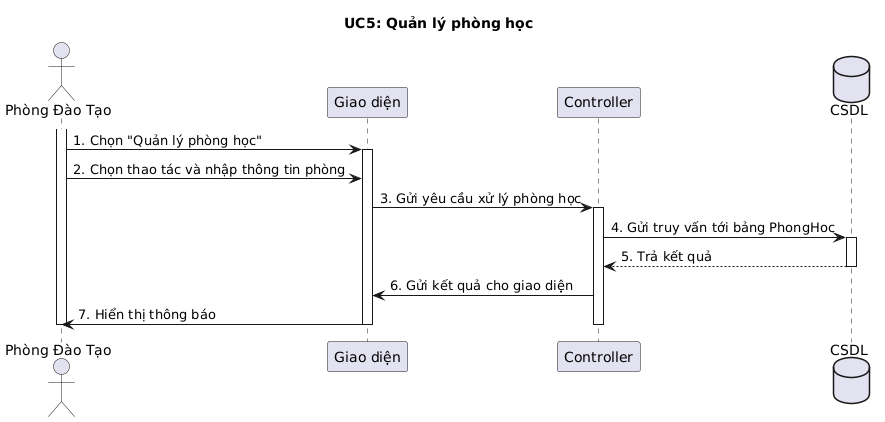 UC5: Quản lý phòng học
Phòng Đào Tạo
Giao diện
Controller
CSDL
1. Chọn "Quản lý phòng học"
2. Chọn thao tác và nhập thông tin phòng
3. Gửi yêu cầu xử lý phòng học
4. Gửi truy vấn tới bảng PhongHoc
5. Trả kết quả
6. Gửi kết quả cho giao diện
7. Hiển thị thông báo
Phòng Đào Tạo
Giao diện
Controller
CSDL